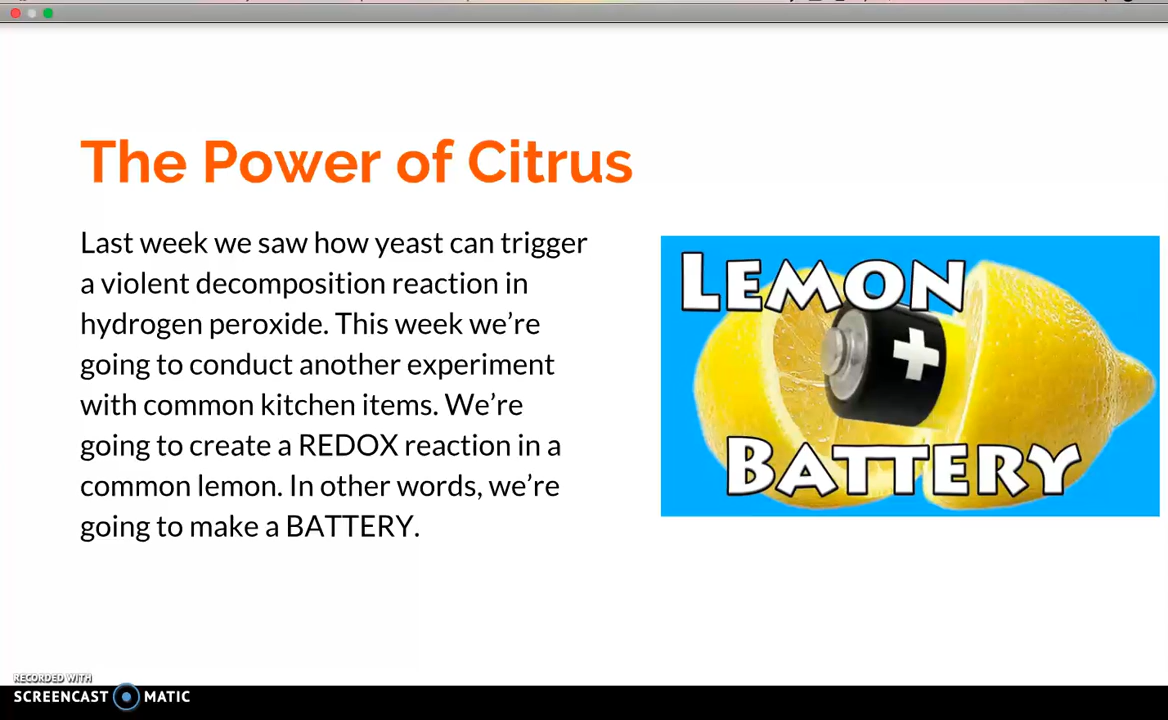 The Power of Citrus
Last week we saw how yeast can trigger
a violent decomposition reaction in
hydrogen peroxide. This week we're
going to conduct another experiment
with common kitchen items. We're
going to create a REDOX reaction in a
common lemon. In other words, we're
going to make a BATTERY.
LEMON
+
BATTERY
RECORDED WITH
SCREENCAST MATIC